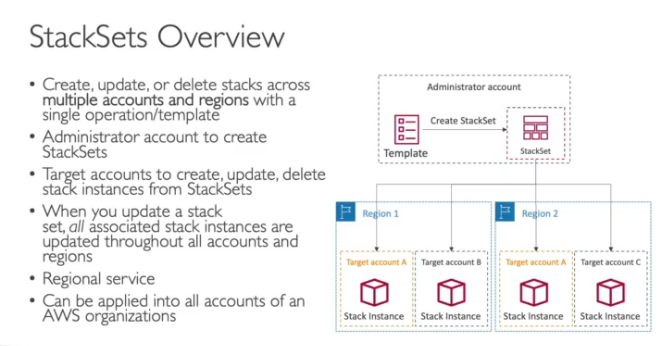 StackSets Overview
• Create, update, or delete stacks across
multiple accounts and regions with a
single operation/template
• Administrator account to create
StackSets
• Target accounts to create, update, delete
stack instances from StackSets
• When you update a stack
set, all associated stack instances are
updated throughout all accounts and
regions
• Regional service
• Can be applied into all accounts of an
AWS organizations
Administrator account
Create StackSet
Template
StackSet
Region 1
Region 2
Target account A
Target account B
Target account A
Target account C
Stack Instance
Stack Instance
Stack Instance
Stack Instance